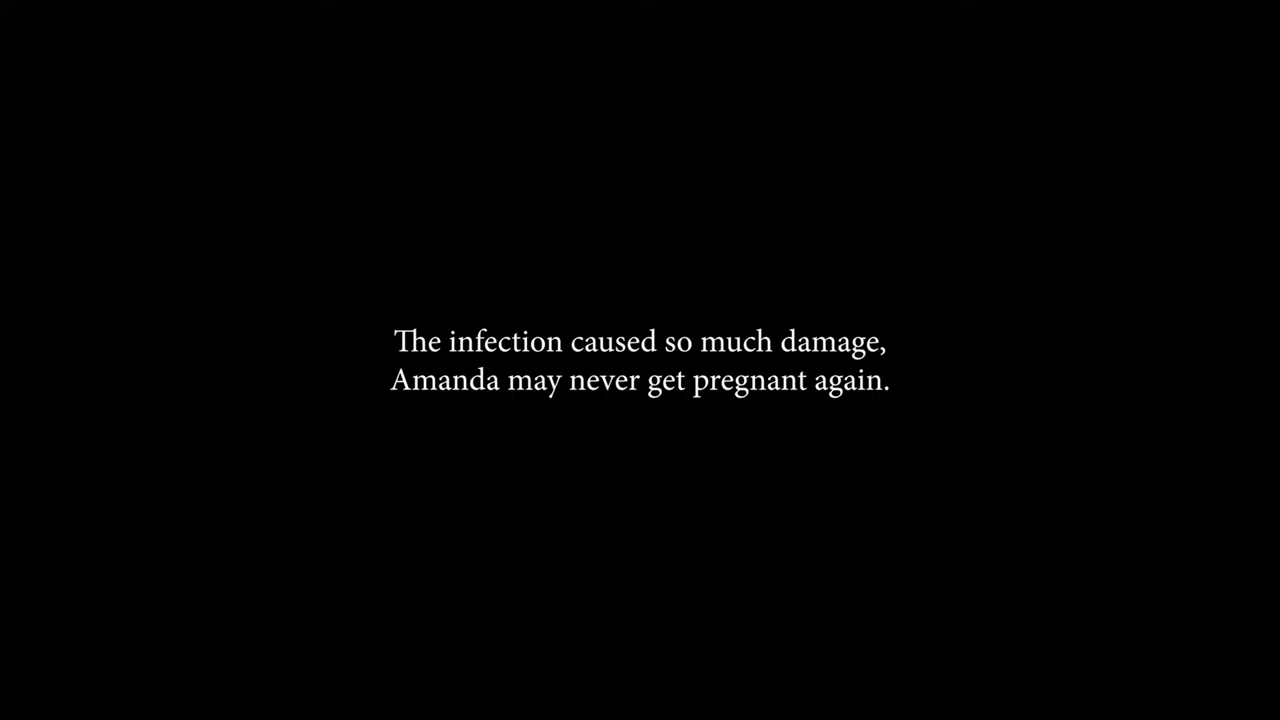 The infection caused so much damage,
Amanda may never get pregnant again.